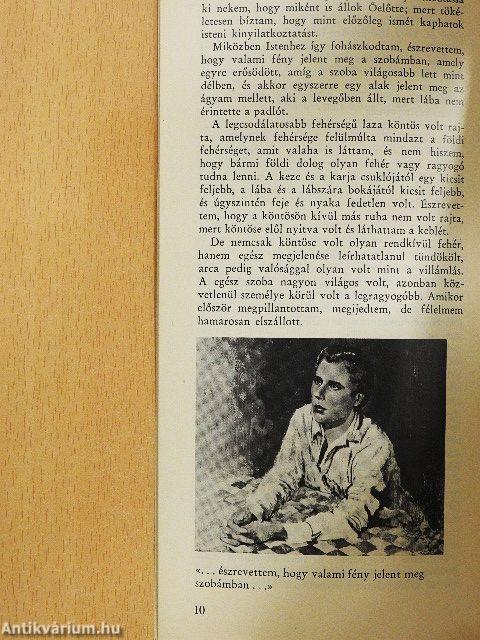 ki nekem, hogy miként is állok Őelőtte; mert töké-
letesen bíztam, hogy mint előzőleg ismét kaphatok
isteni kinyilatkoztatást.
Miközben Istenhez így fohászkodtam, észrevettem,
hogy valami fény jelent meg a szobámban, amely
egyre erősödött, amíg a szoba világosabb lett mint
délben, és akkor egyszerre egy alak jelent meg az
ágyam mellett, aki a levegőben állt, mert lába nem
érintette a padlót.
A legcsodálatosabb fehérségű laza köntös volt raj-
ta, amelynek fehérsége felülmúlta mindazt a földi
fehérséget, amit valaha is láttam, és nem hiszem,
hogy bármi földi dolog olyan fehér vagy ragyogó
tudna lenni. A keze és a karja csuklójától egy kicsit
feljebb, a lába és a lábszára bokájától kicsit feljebb,
és úgyszintén feje és nyaka fedetlen volt. Észrevet-
tem, hogy a köntösön kívül más ruha nem volt rajta,
mert köntöse elől nyitva volt és láthattam a keblét.
De nemcsak köntöse volt olyan rendkívül fehér,
hanem egész megjelenése leírhatatlanul tündökölt,
arca pedig valósággal olyan volt mint a villámlás.
A egész szoba nagyon világos volt, azonban köz-
vetlenül személye körül volt a legragyogóbb. Amikor
először megpillantottam, megijedtem, de félelmem
hamarosan elszállott.
«. . . észrevettem, hogy valami fény jelent meg
szobámban . . .»
10
Antikvárium.hu